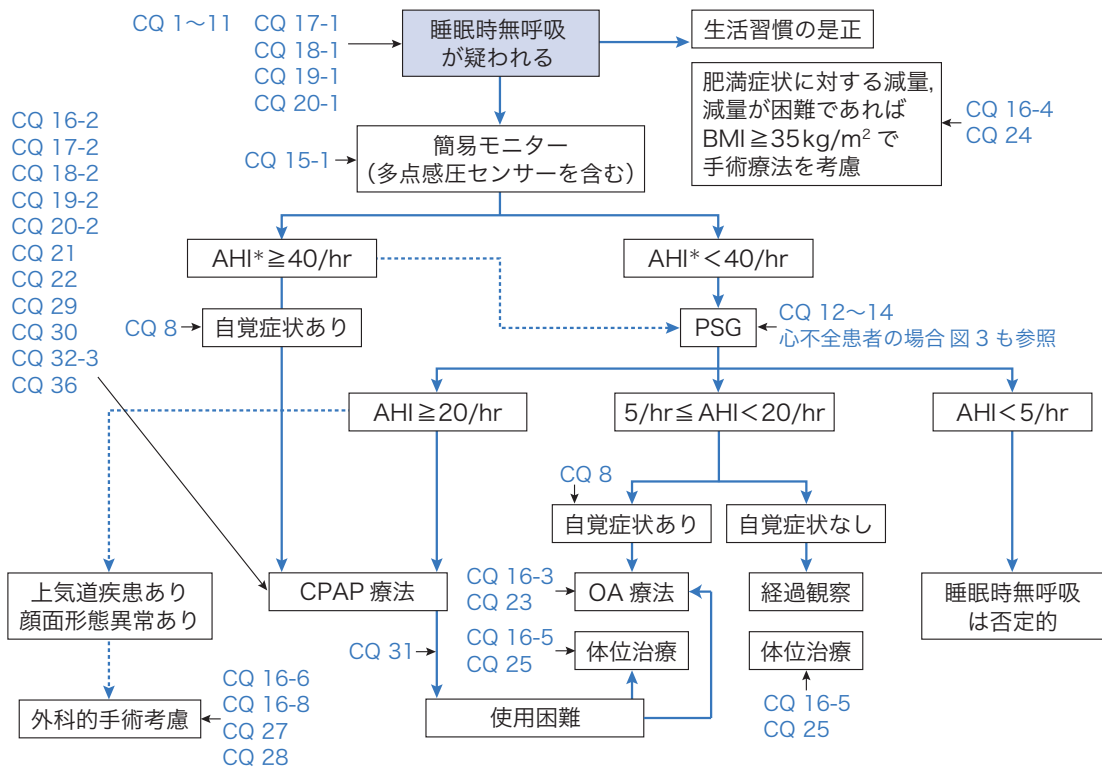 CQ 1〜11
CQ 17-1
CQ 18-1
CQ 19-1
CQ 20-1
睡眠時無呼吸
が疑われる
生活習慣の是正
肥満症状に対する減量，
減量が困難であれば
BMI≧35kg/m² で
手術療法を考慮
CQ 16-4
CQ 24
CQ 16-2
CQ 17-2
CQ 18-2
CQ 19-2
CQ 20-2
CQ 21
CQ 22
CQ 29
CQ 30
CQ 32-3
CQ 36
CQ 15-1
簡易モニター
（多点感圧センサーを含む）
AHI*≧40/hr
AHI*＜40/hr
CQ 8
自覚症状あり
PSG
CQ 12〜14
心不全患者の場合 図 3 も参照
AHI≧20/hr
5/hr≦AHI＜20/hr
AHI＜5/hr
CQ 8
自覚症状あり
自覚症状なし
上気道疾患あり
顔面形態異常あり
CPAP 療法
CQ 16-3
CQ 23
OA 療法
経過観察
睡眠時無呼吸
は否定的
CQ 31
CQ 16-5
CQ 25
体位治療
体位治療
CQ 16-5
CQ 25
外科的手術考慮
CQ 16-6
CQ 16-8
CQ 27
CQ 28
使用困難